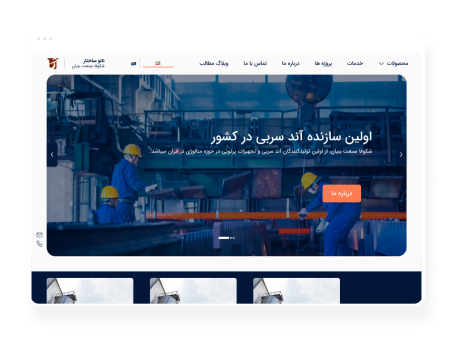 محصولات
خدمات
پروژه ها
درباره ما
تماس با ما
وبلاگ مطالب
نانو ساختار
شکوفا صنعت بنیان
اولین سازنده آند سربی در کشور
شکوفا صنعت بنیان، از اولین تولیدکنندگان آند سربی و تجهیزات پرتویی در حوزه متالوژی در ایران میباشد.
درباره ما